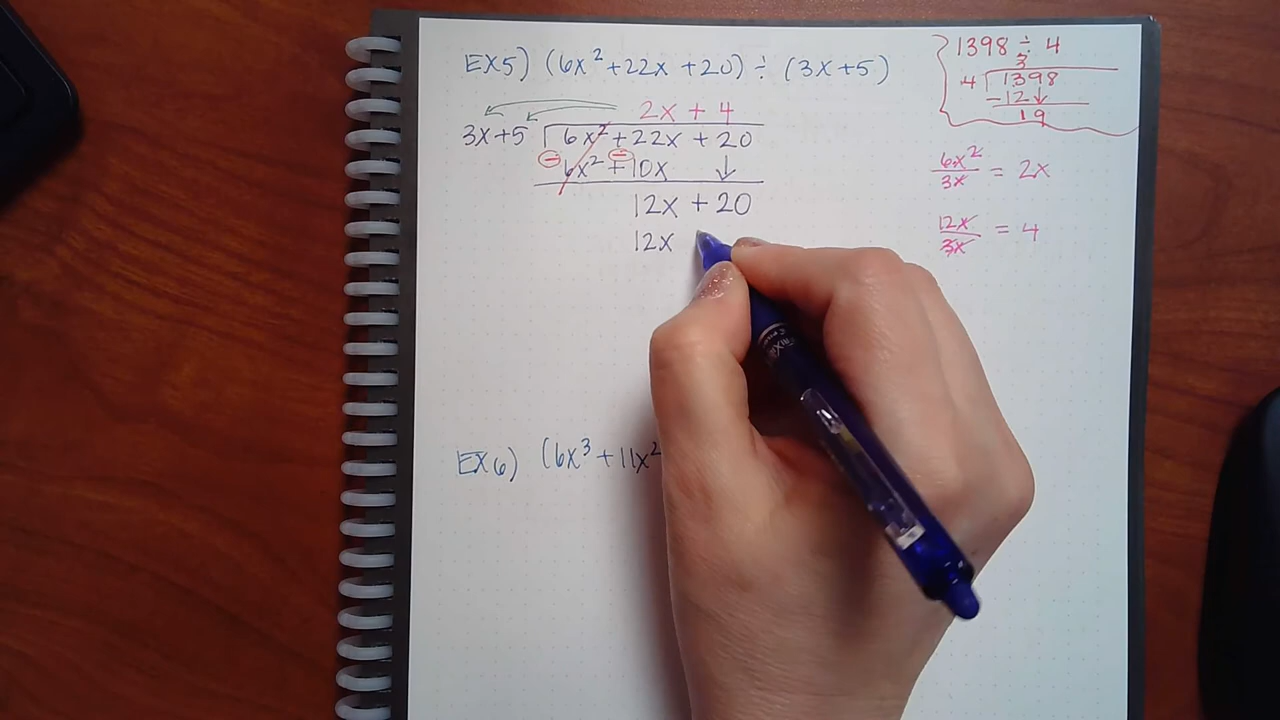 EX5) (6x² + 22x + 20) ÷ (3x + 5)
2x + 4
3x + 5 6x² + 22x + 20
6x² + 10x ↓
12x + 20
12x
1398 ÷ 4
3
4 1398
- 12 ↓
19
6x²/3x = 2x
12x/3x = 4
EX6) (6x³ + 11x²